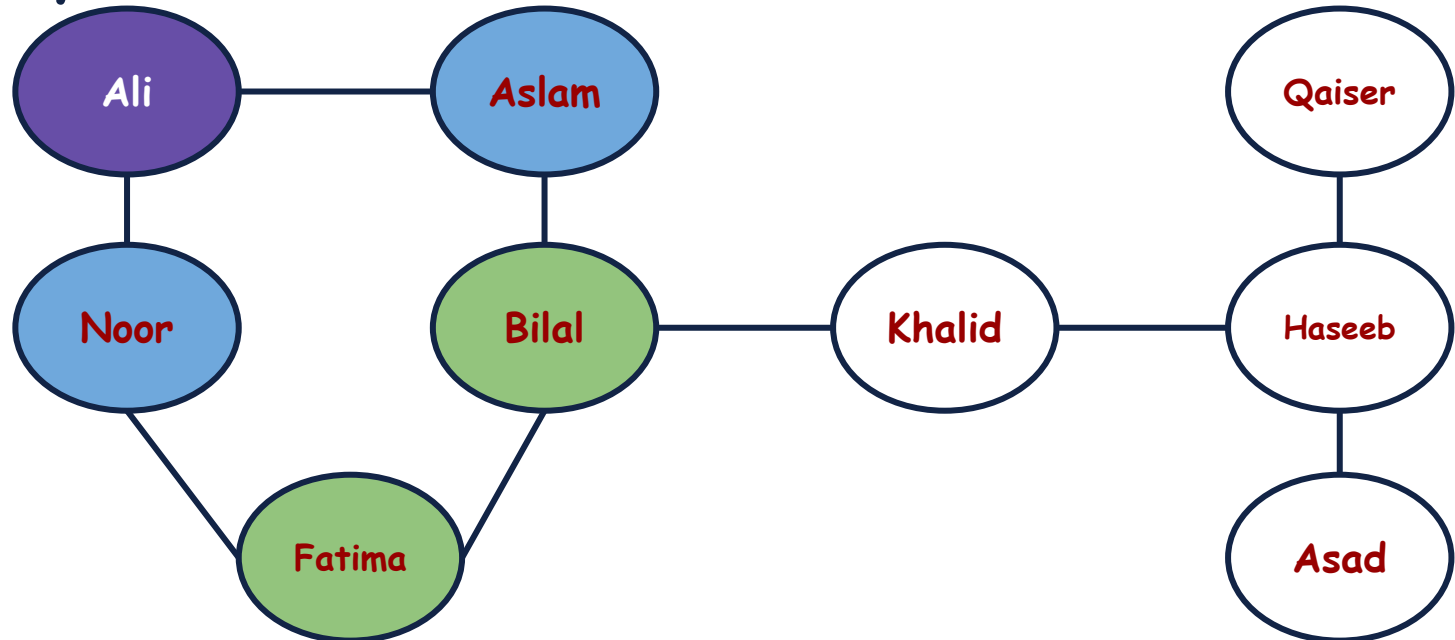 Ali
Aslam
Qaiser
Noor
Bilal
Khalid
Haseeb
Fatima
Asad